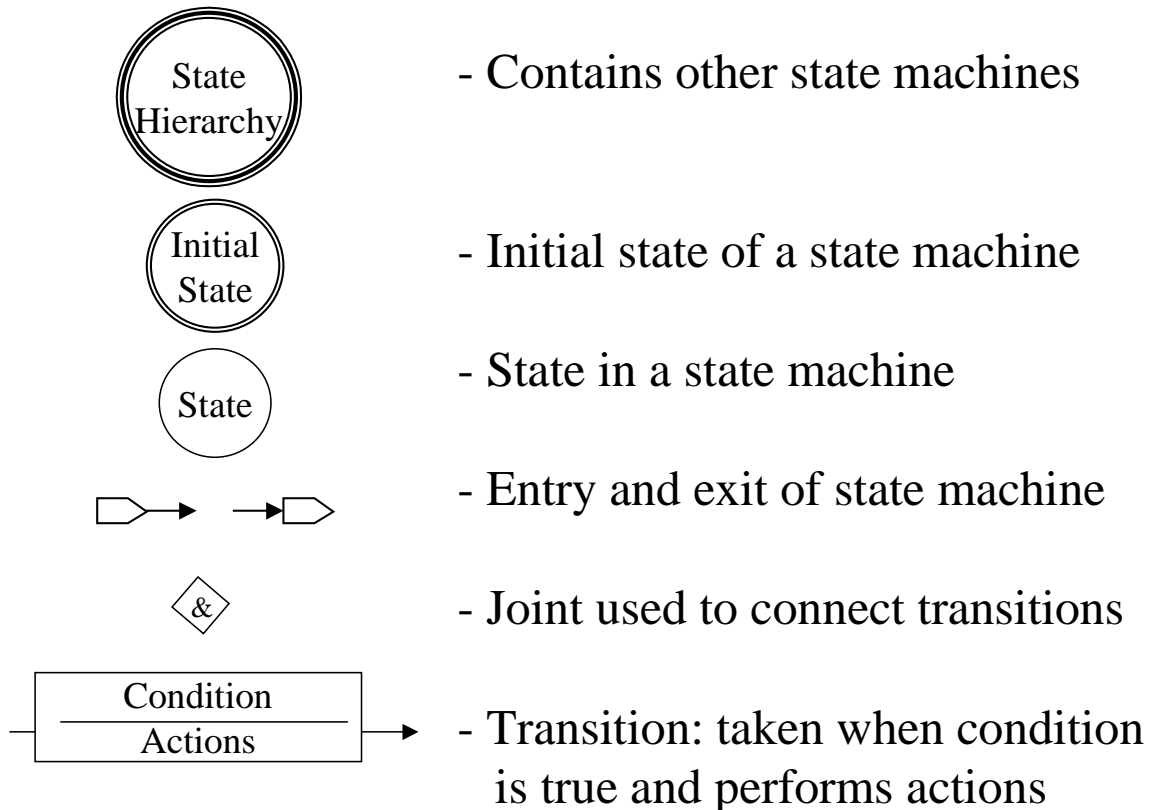 State
Hierarchy
- Contains other state machines
Initial
State
- Initial state of a state machine
State
- State in a state machine
- Entry and exit of state machine
&
- Joint used to connect transitions
Condition
Actions
- Transition: taken when condition
is true and performs actions